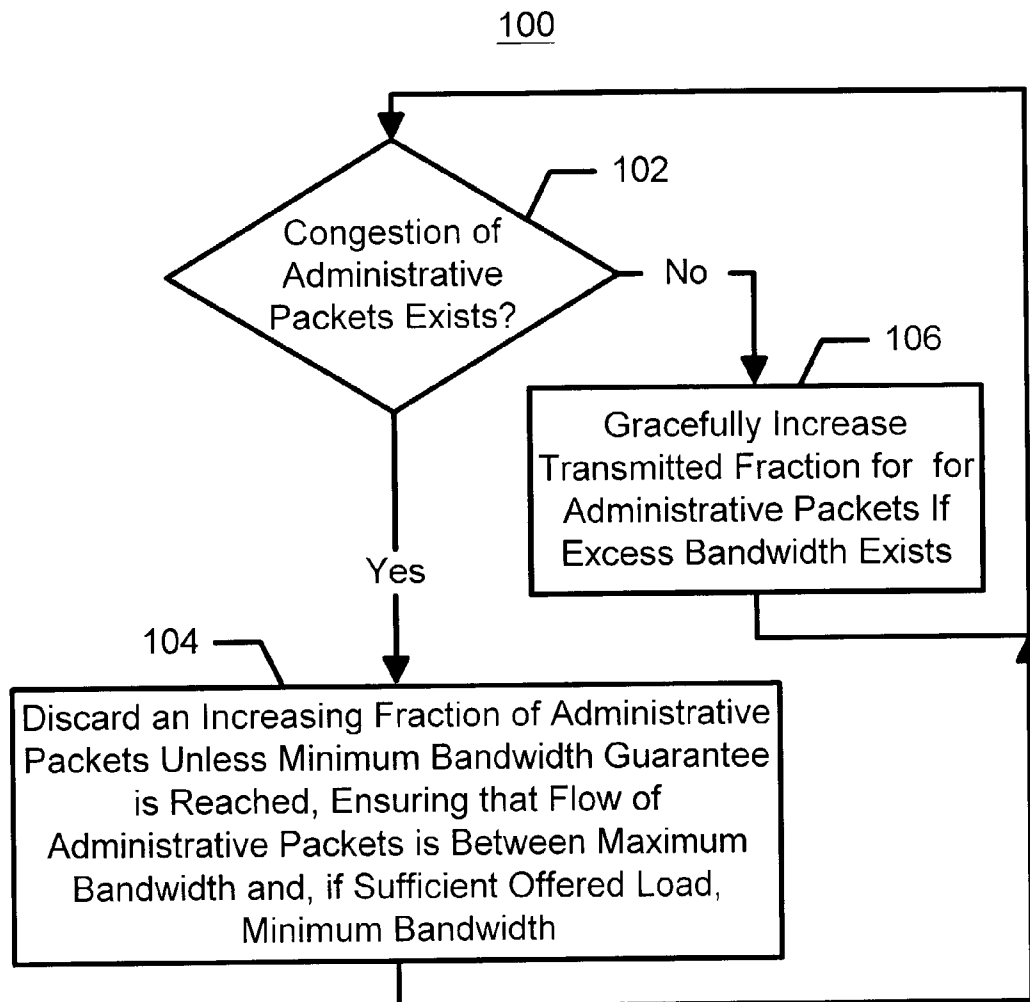 100
102
Congestion of
Administrative
Packets Exists?
No
106
Gracefully Increase
Transmitted Fraction for for
Administrative Packets If
Excess Bandwidth Exists
Yes
104
Discard an Increasing Fraction of Administrative
Packets Unless Minimum Bandwidth Guarantee
is Reached, Ensuring that Flow of
Administrative Packets is Between Maximum
Bandwidth and, if Sufficient Offered Load,
Minimum Bandwidth